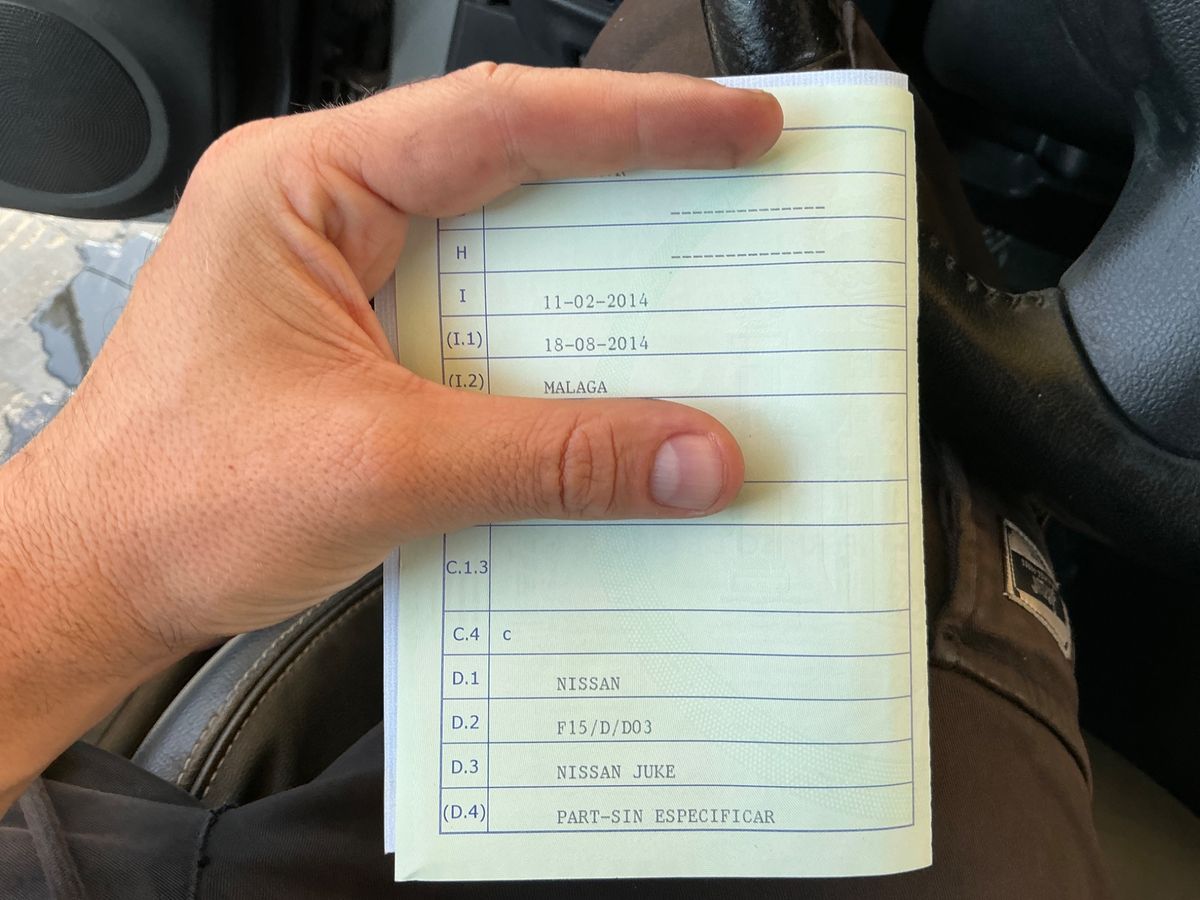 H
I 11-02-2014
(I.1) 18-08-2014
(I.2) MALAGA
C.1.3
C.4 c
D.1 NISSAN
D.2 F15/D/D03
D.3 NISSAN JUKE
(D.4) PART-SIN ESPECIFICAR